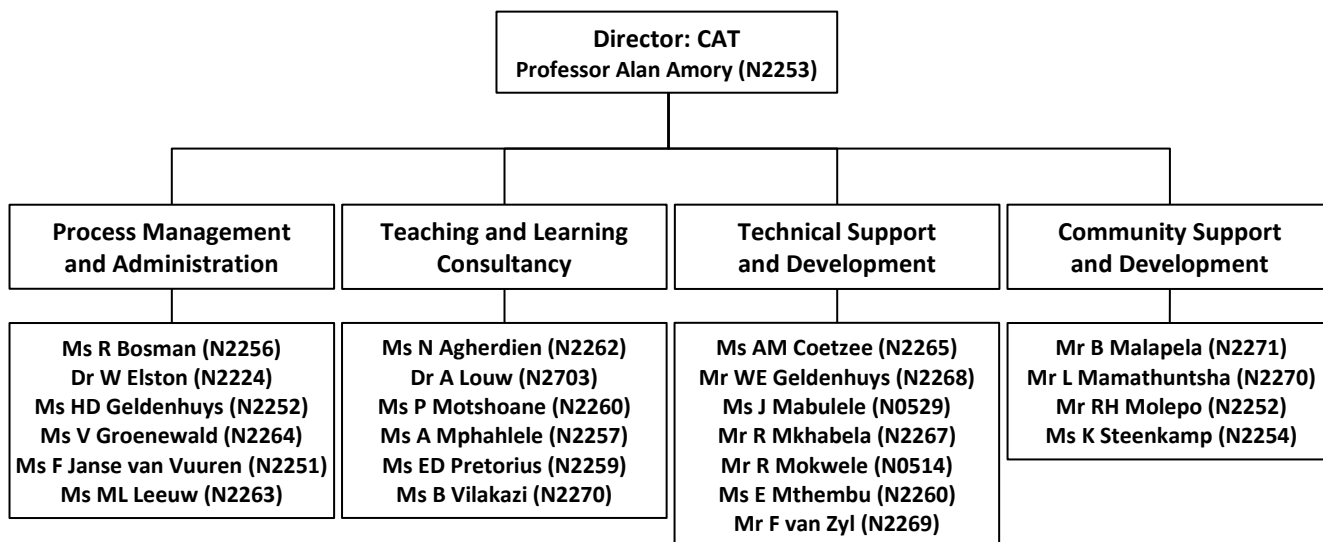 Director: CAT
Professor Alan Amory (N2253)
Process Management
and Administration
Teaching and Learning
Consultancy
Technical Support
and Development
Community Support
and Development
Ms R Bosman (N2256)
Dr W Elston (N2224)
Ms HD Geldenhuys (N2252)
Ms V Groenewald (N2264)
Ms F Janse van Vuuren (N2251)
Ms ML Leeuw (N2263)
Ms N Agherdien (N2262)
Dr A Louw (N2703)
Ms P Motshoane (N2260)
Ms A Mphahlele (N2257)
Ms ED Pretorius (N2259)
Ms B Vilakazi (N2270)
Ms AM Coetzee (N2265)
Mr WE Geldenhuys (N2268)
Ms J Mabulele (N0529)
Mr R Mkhabela (N2267)
Mr R Mokwele (N0514)
Ms E Mthembu (N2260)
Mr F van Zyl (N2269)
Mr B Malapela (N2271)
Mr L Mamathuntsha (N2270)
Mr RH Molepo (N2252)
Ms K Steenkamp (N2254)